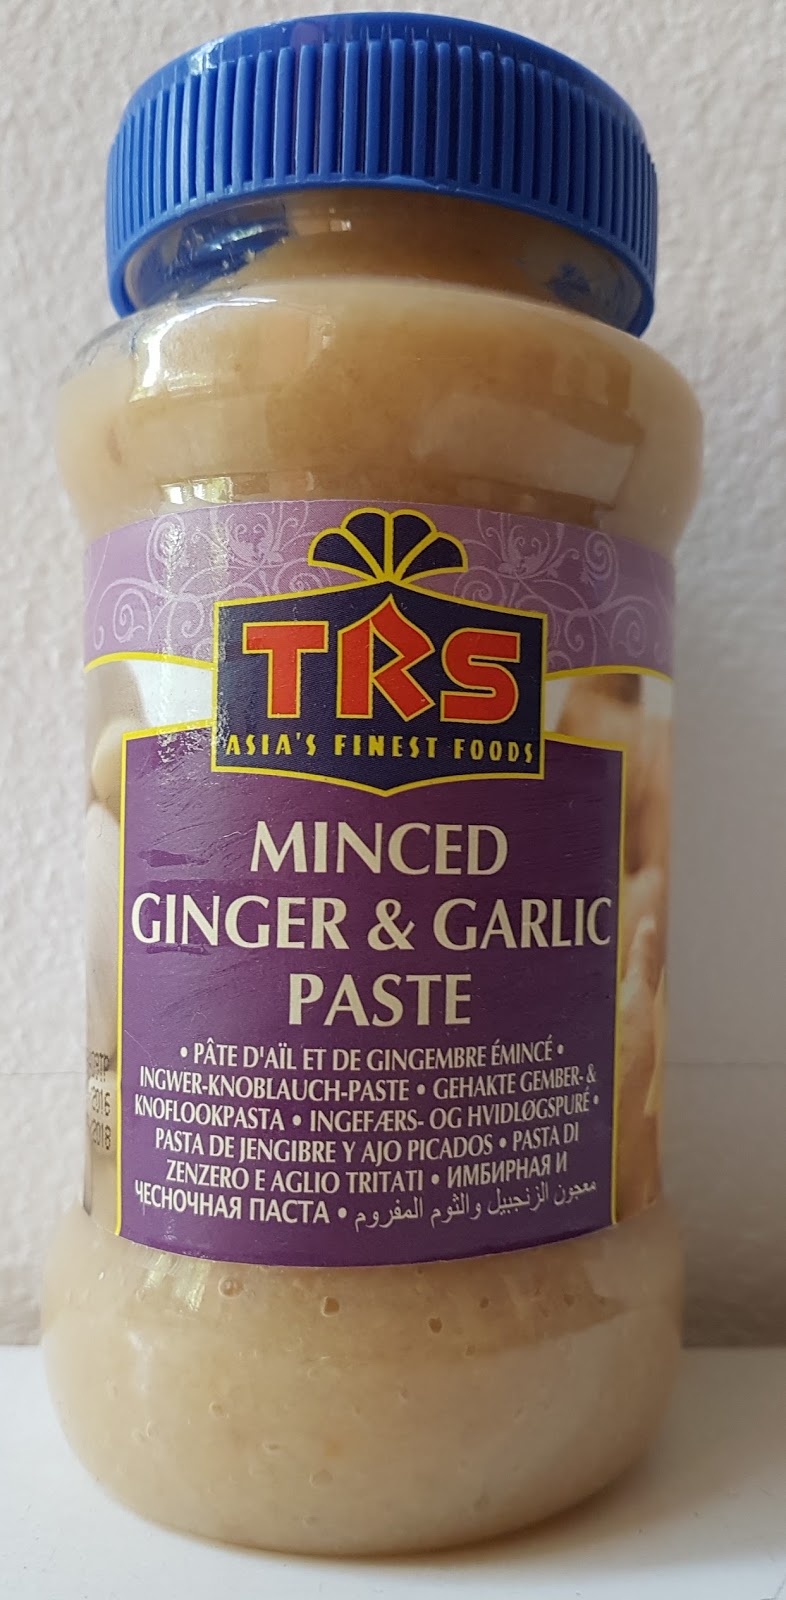 TRS
ASIA'S FINEST FOODS
MINCED
GINGER & GARLIC
PASTE
• PÂTE D'AÏL ET DE GINGEMBRE ÉMINCÉ •
INGWER-KNOBLAUCH-PASTE • GEHAKTE GEMBER- &
KNOFLOOKPASTA • INGEFÆRS- OG HVIDLØGSPURÉ •
PASTA DE JENGIBRE Y AJO PICADOS • PASTA DI
ZENZERO E AGLIO TRITATI • ИМБИРНАЯ И
ЧЕСНОЧНАЯ ПАСТА • معجون الزنجبيل والثوم المفروم
2016
2018